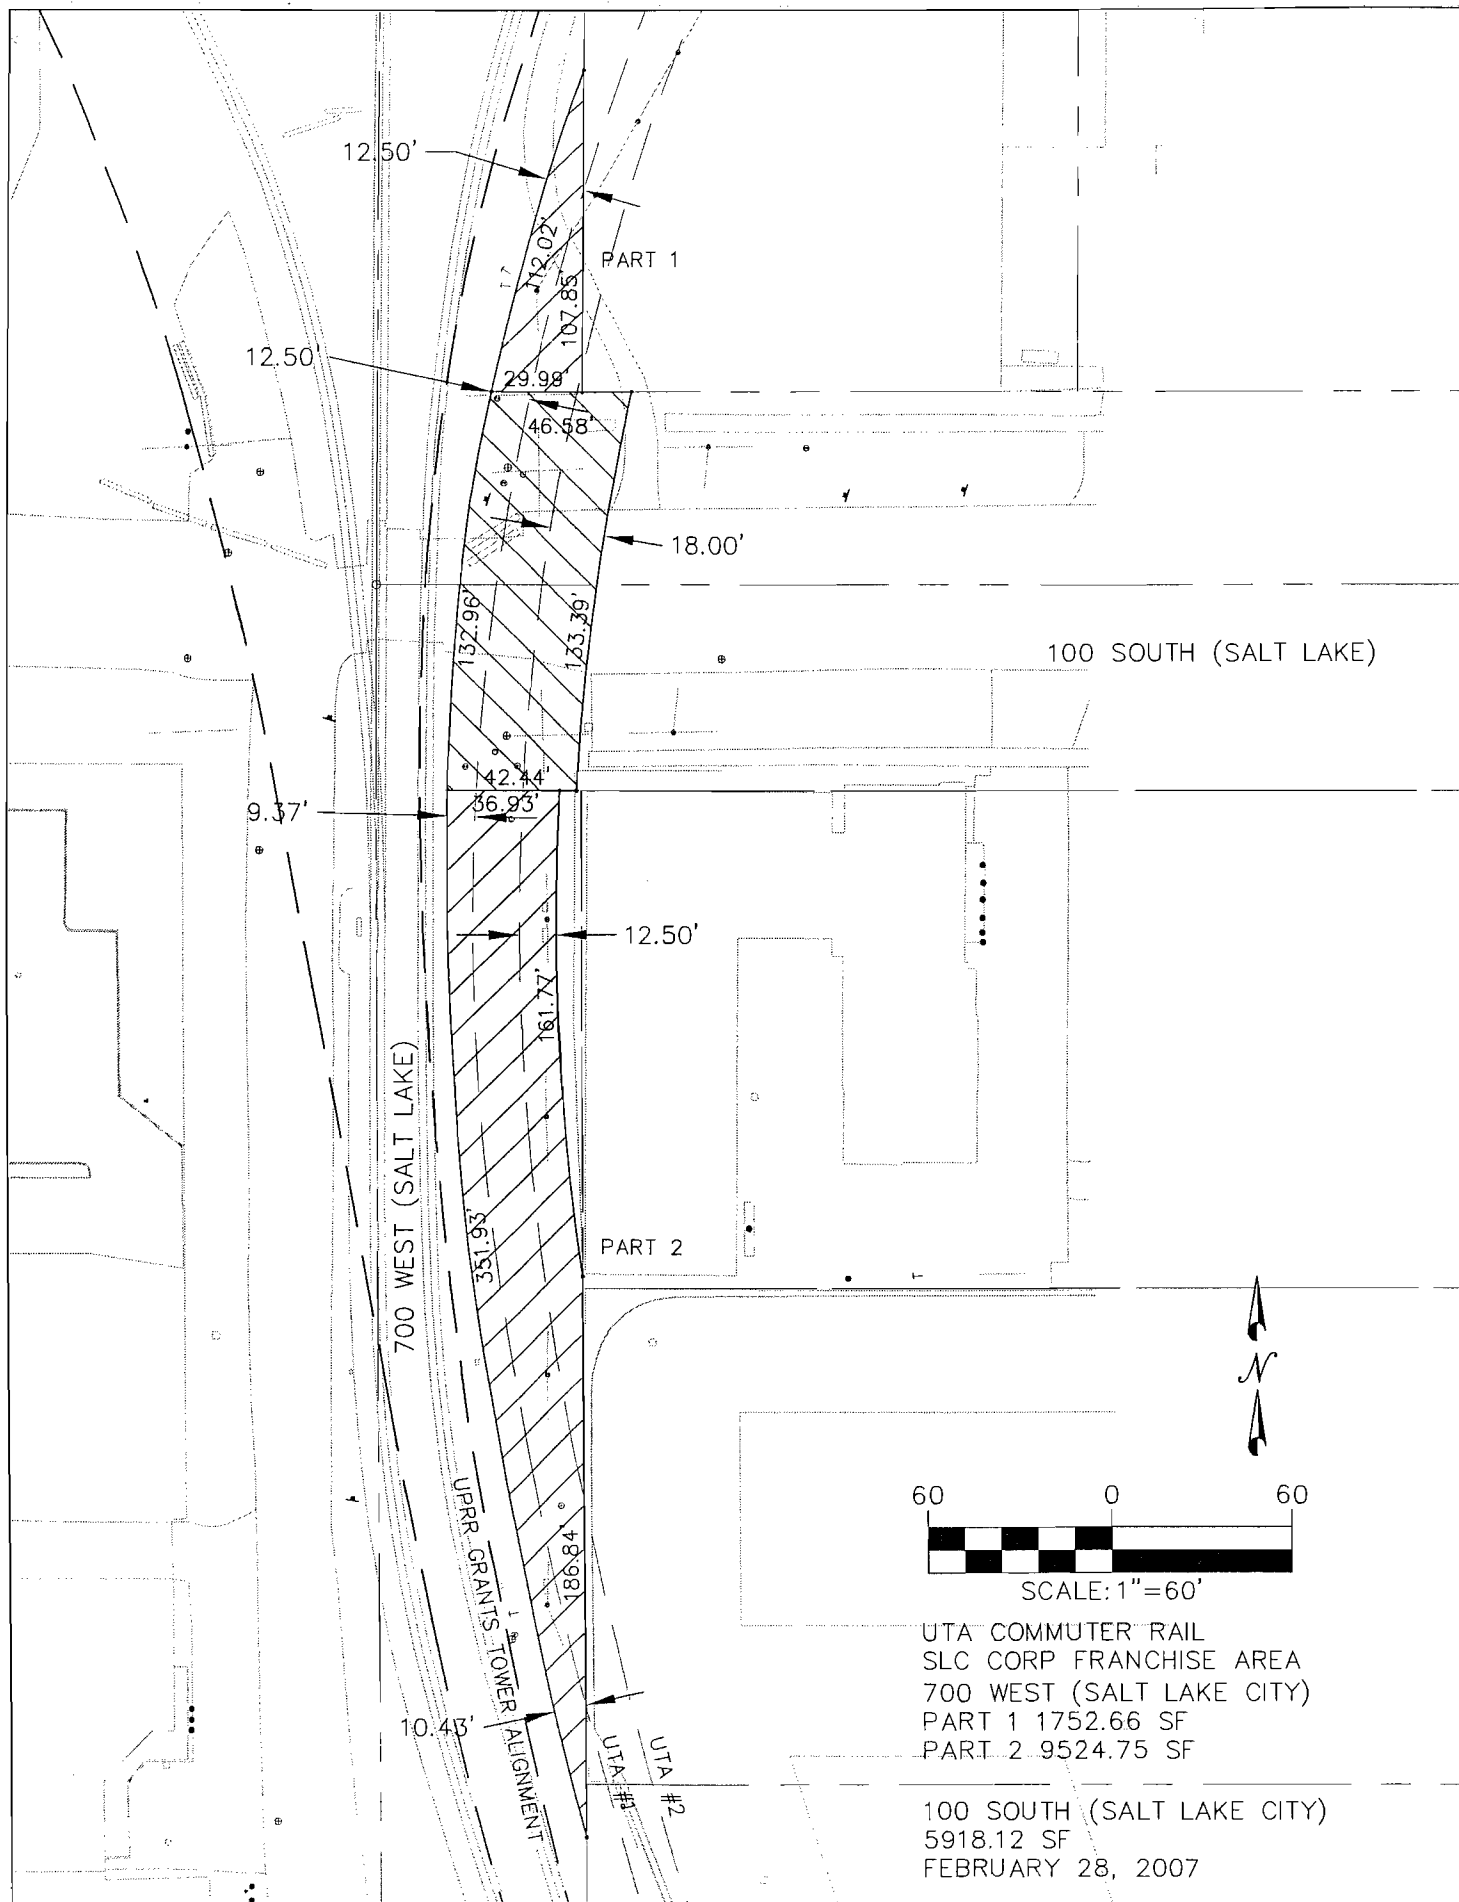 12.50'
112.02'
107.85'
PART 1
12.50'
29.99'
46.58'
18.00'
132.96'
133.39'
100 SOUTH (SALT LAKE)
42.44'
36.93'
9.37'
12.50'
161.77'
700 WEST (SALT LAKE)
351.93'
PART 2
N
60 0 60
SCALE: 1"=60'
186.84
UPRR GRANTS TOWER ALIGNMENT
10.43'
UTA #1
UTA #2
UTA COMMUTER RAIL
SLC CORP FRANCHISE AREA
700 WEST (SALT LAKE CITY)
PART 1 1752.66 SF
PART 2 9524.75 SF
100 SOUTH (SALT LAKE CITY)
5918.12 SF
FEBRUARY 28, 2007